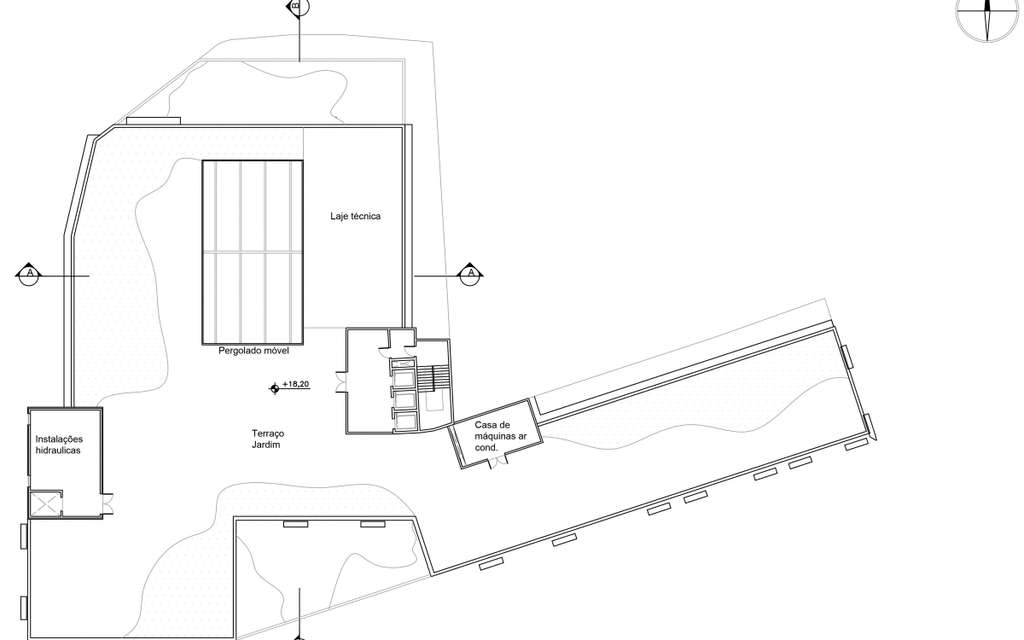 B
Laje técnica
A
A
Pergolado móvel
+18,20
Terraço
Jardim
Casa de
máquinas ar
cond.
Instalações
hidraulicas